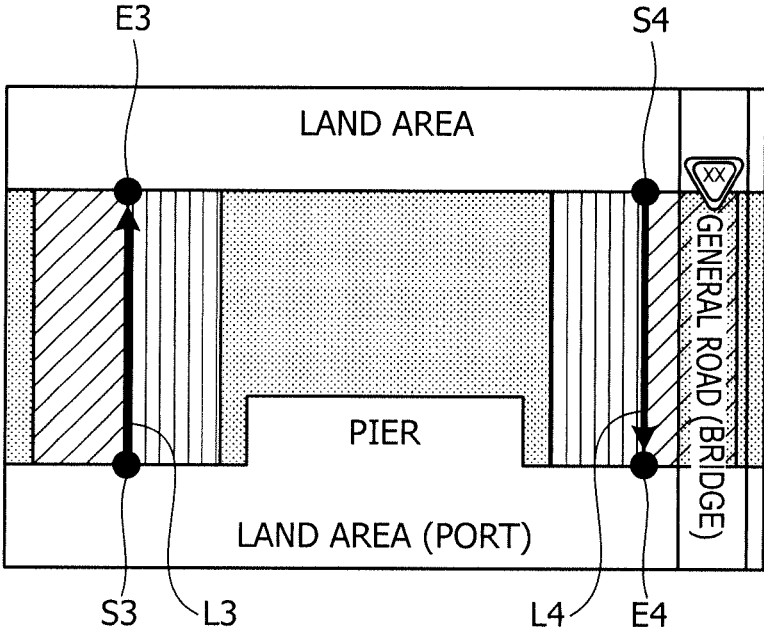 E3
S4
LAND AREA
XX
GENERAL ROAD (BRIDGE)
PIER
LAND AREA (PORT)
S3
L3
L4
E4